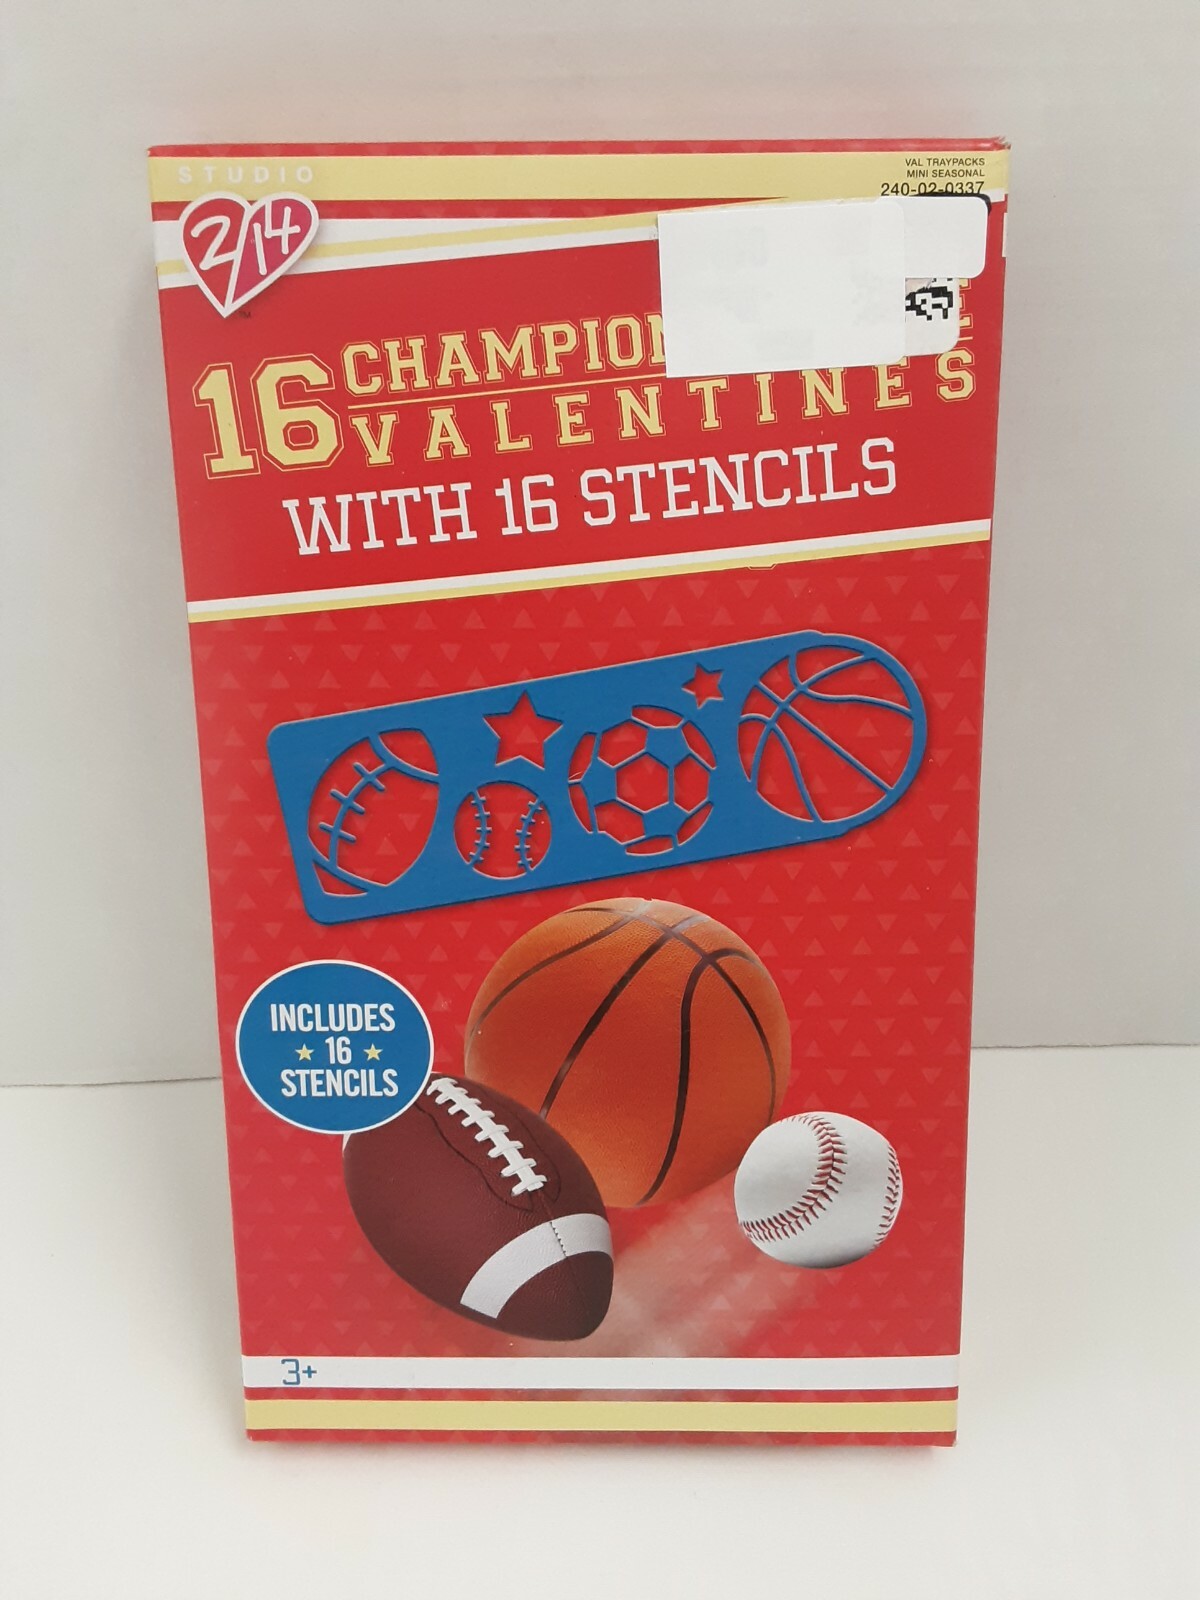 STUDIO
2/14
TM
VAL TRAYPACKS
MINI SEASONAL
240-02-0337
16
VALENTINES
WITH 16 STENCILS
INCLUDES
16
STENCILS
3+